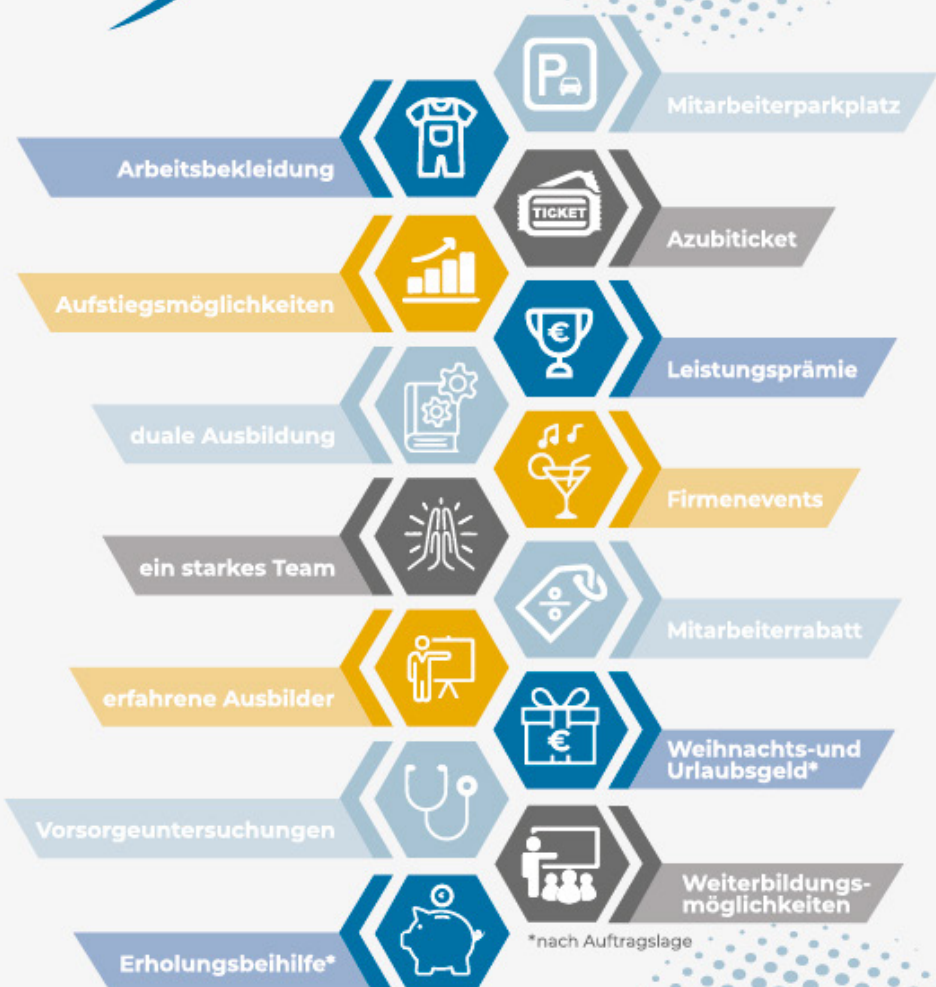 P
Mitarbeiterparkplatz
Arbeitsbekleidung
TICKET
Azubiticket
Aufstiegsmöglichkeiten
€
Leistungsprämie
duale Ausbildung
Firmenevents
ein starkes Team
Mitarbeiterrabatt
erfahrene Ausbilder
€
Weihnachts-und
Urlaubsgeld*
Vorsorgeuntersuchungen
Weiterbildungs-
möglichkeiten
*nach Auftragslage
€
Erholungsbeihilfe*